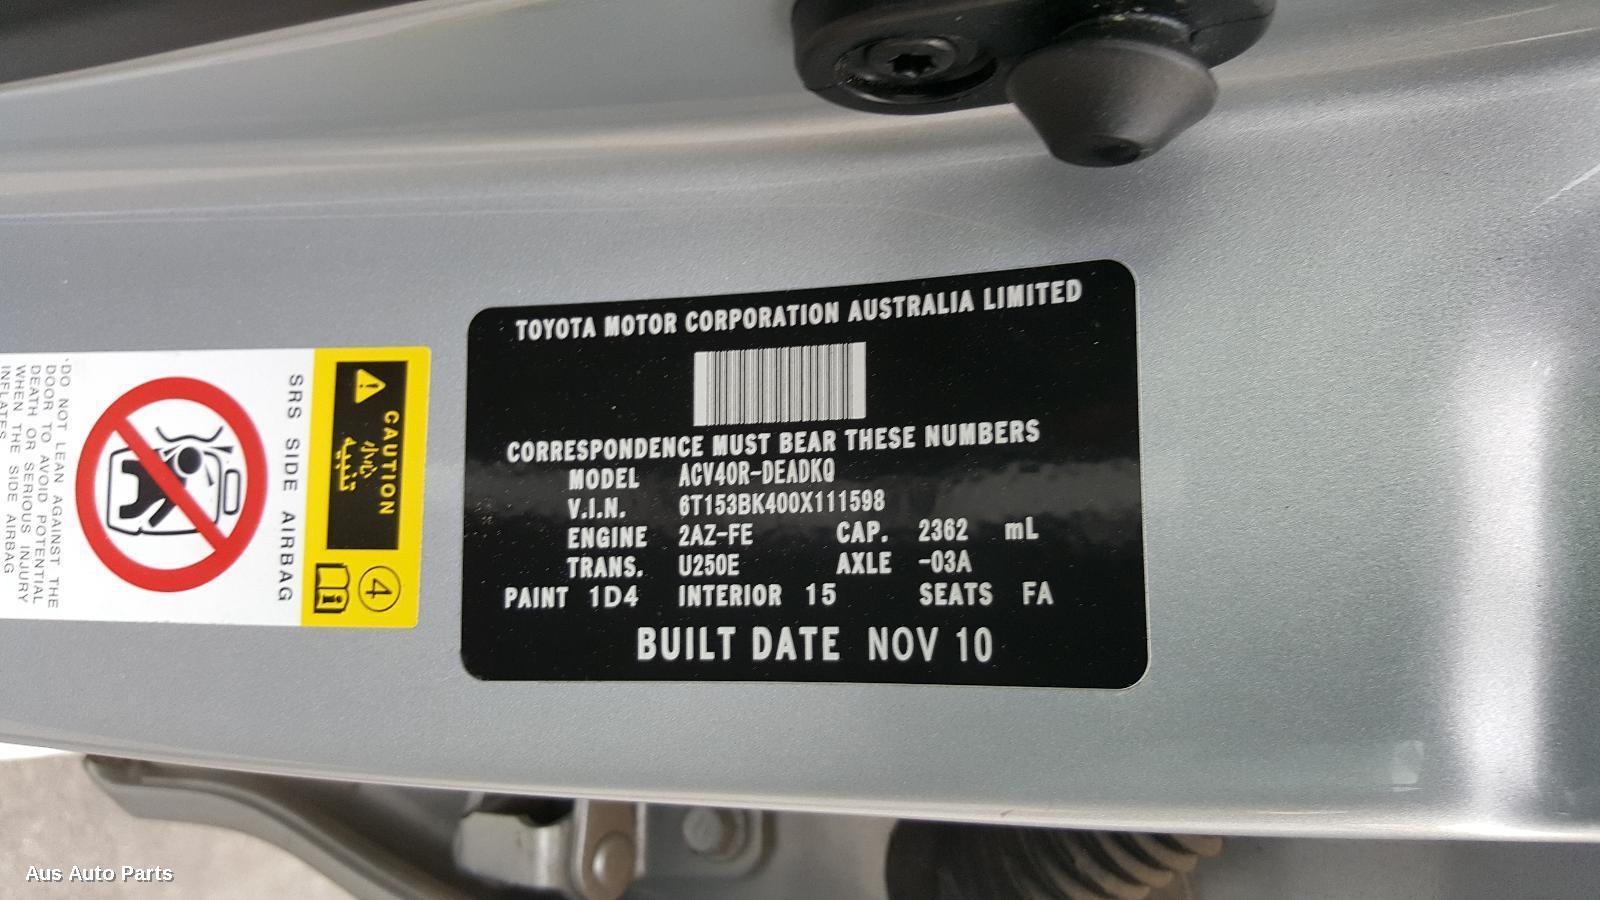 TOYOTA MOTOR CORPORATION AUSTRALIA LIMITED
CORRESPONDENCE MUST BEAR THESE NUMBERS
MODEL ACV40R-DEADKQ
V.I.N. 6T153BK400X111598
ENGINE 2AZ-FE CAP. 2362 mL
TRANS. U250E AXLE -03A
PAINT 1D4 INTERIOR 15 SEATS FA
BUILT DATE NOV 10
CAUTION
تنبيه
4
SRS SIDE AIRBAG
*DO NOT LEAN AGAINST THE
DOOR TO AVOID POTENTIAL
DEATH OR SERIOUS INJURY
WHEN THE SIDE AIRBAG
INFLATES
Aus Auto Parts